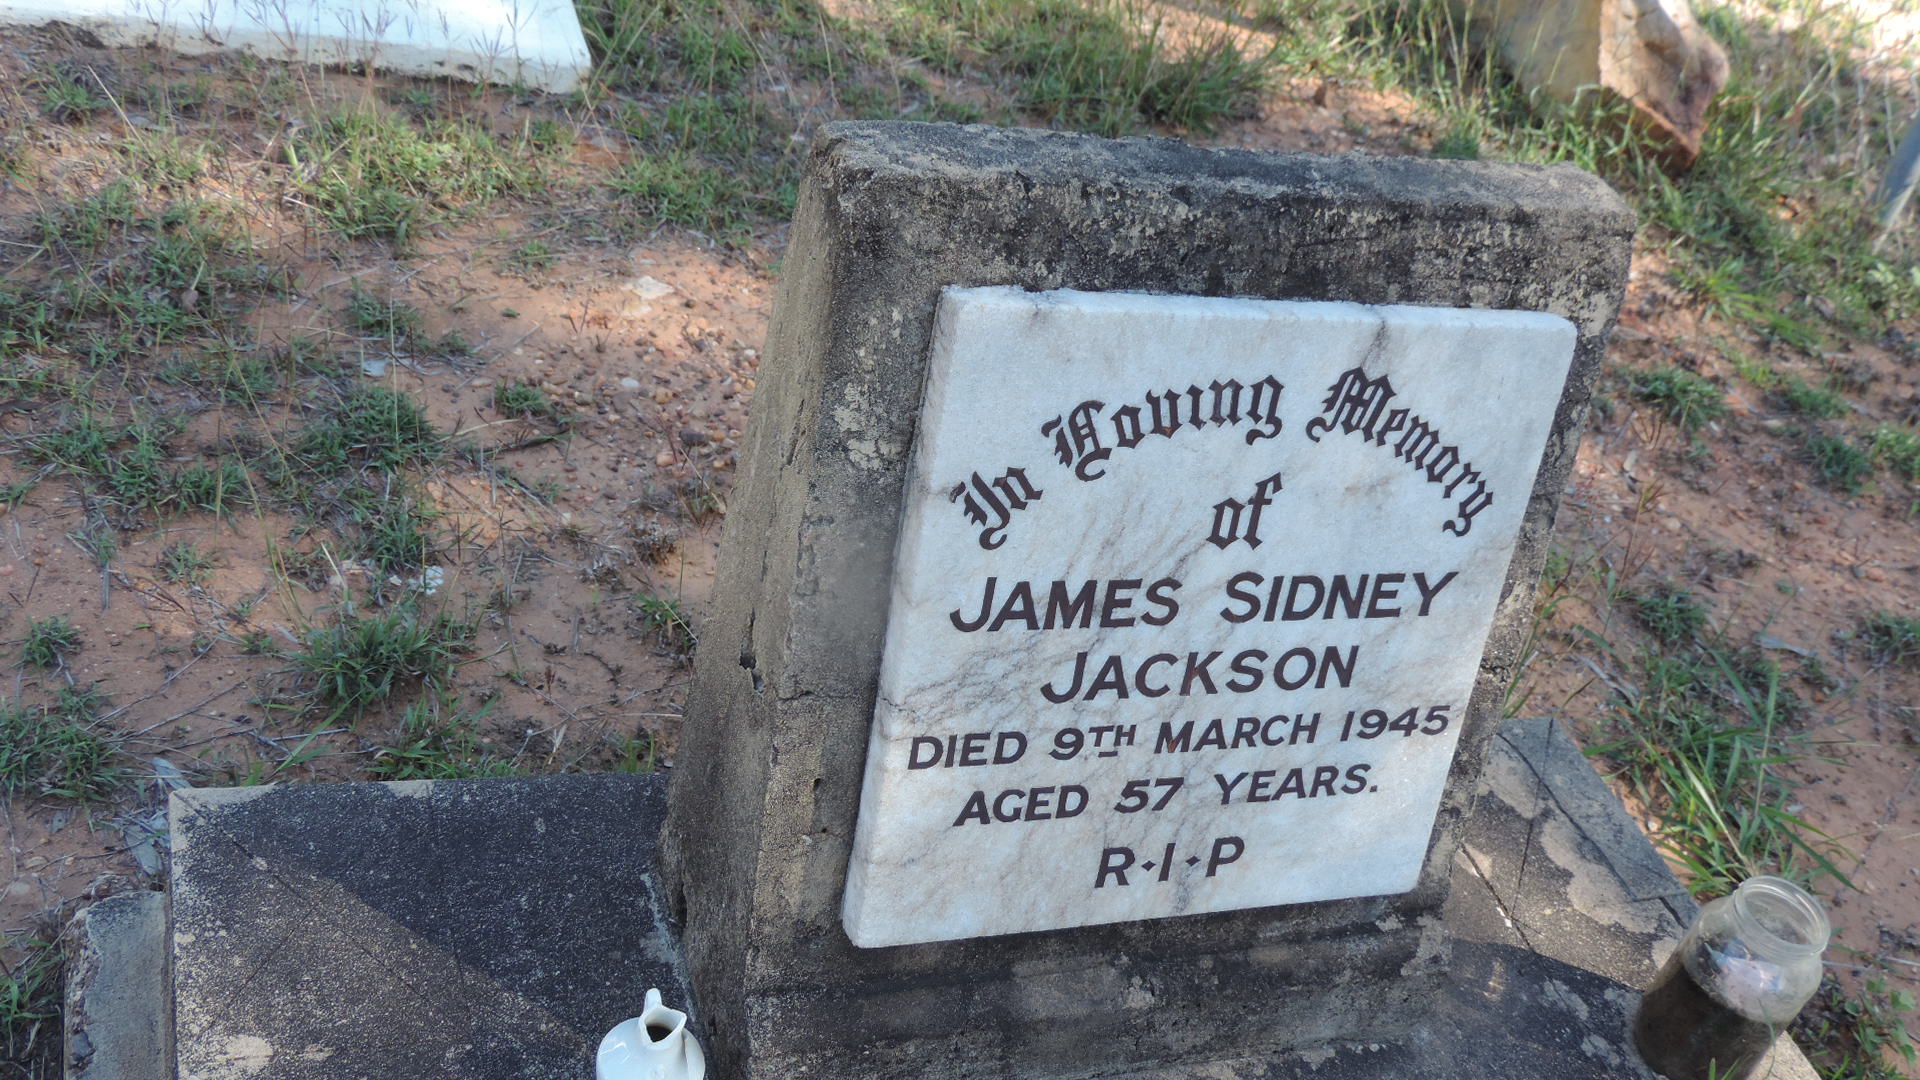 In Loving Memory
of
JAMES SIDNEY
JACKSON
DIED 9TH MARCH 1945
AGED 57 YEARS.
R·I·P